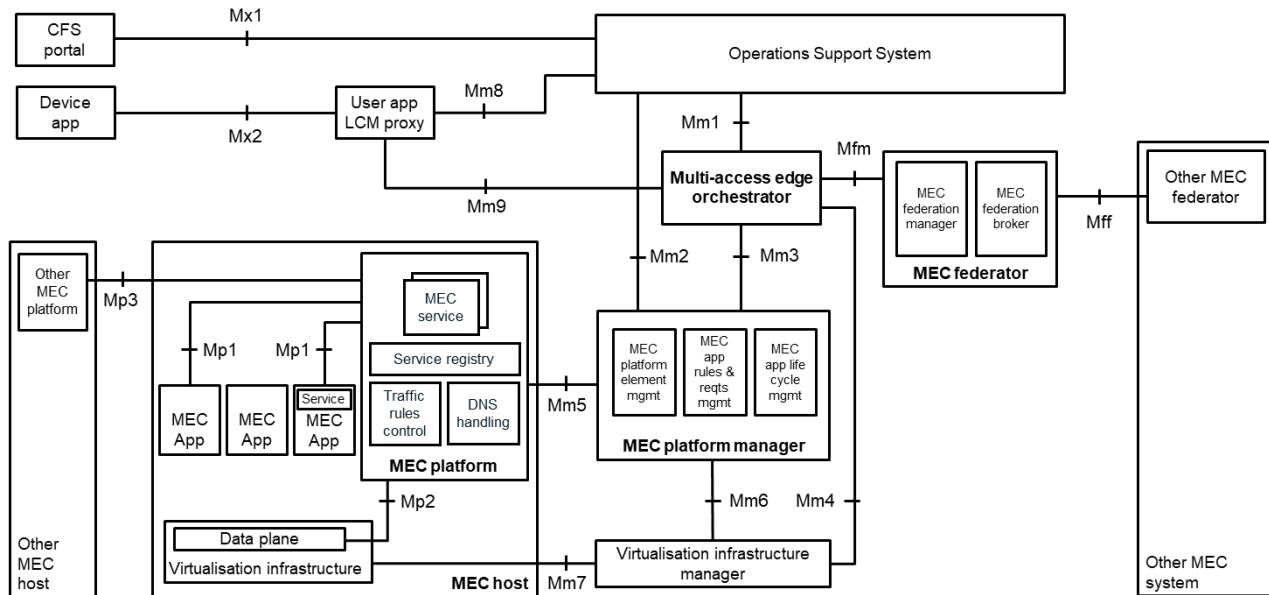 Mx1
CFS
portal
Operations Support System
Device
app
Mx2
User app
LCM proxy
Mm8
Mm1
Mfm
Multi-access edge
orchestrator
Mm9
MEC
federation
manager
MEC
federation
broker
MEC federator
Mff
Other MEC
federator
Other MEC
system
Mm2
Mm3
Other
MEC
platform
Mp3
Other
MEC
host
MEC
service
Service registry
Traffic
rules
control
DNS
handling
MEC platform
Mp1
Mp1
MEC
App
MEC
App
Service
MEC
App
Mm5
MEC
platform
element
mgmt
MEC
app
rules &
reqts
mgmt
MEC
app life
cycle
mgmt
MEC platform manager
Mp2
Mm6
Mm4
Data plane
Virtualisation infrastructure
MEC host
Mm7
Virtualisation infrastructure
manager